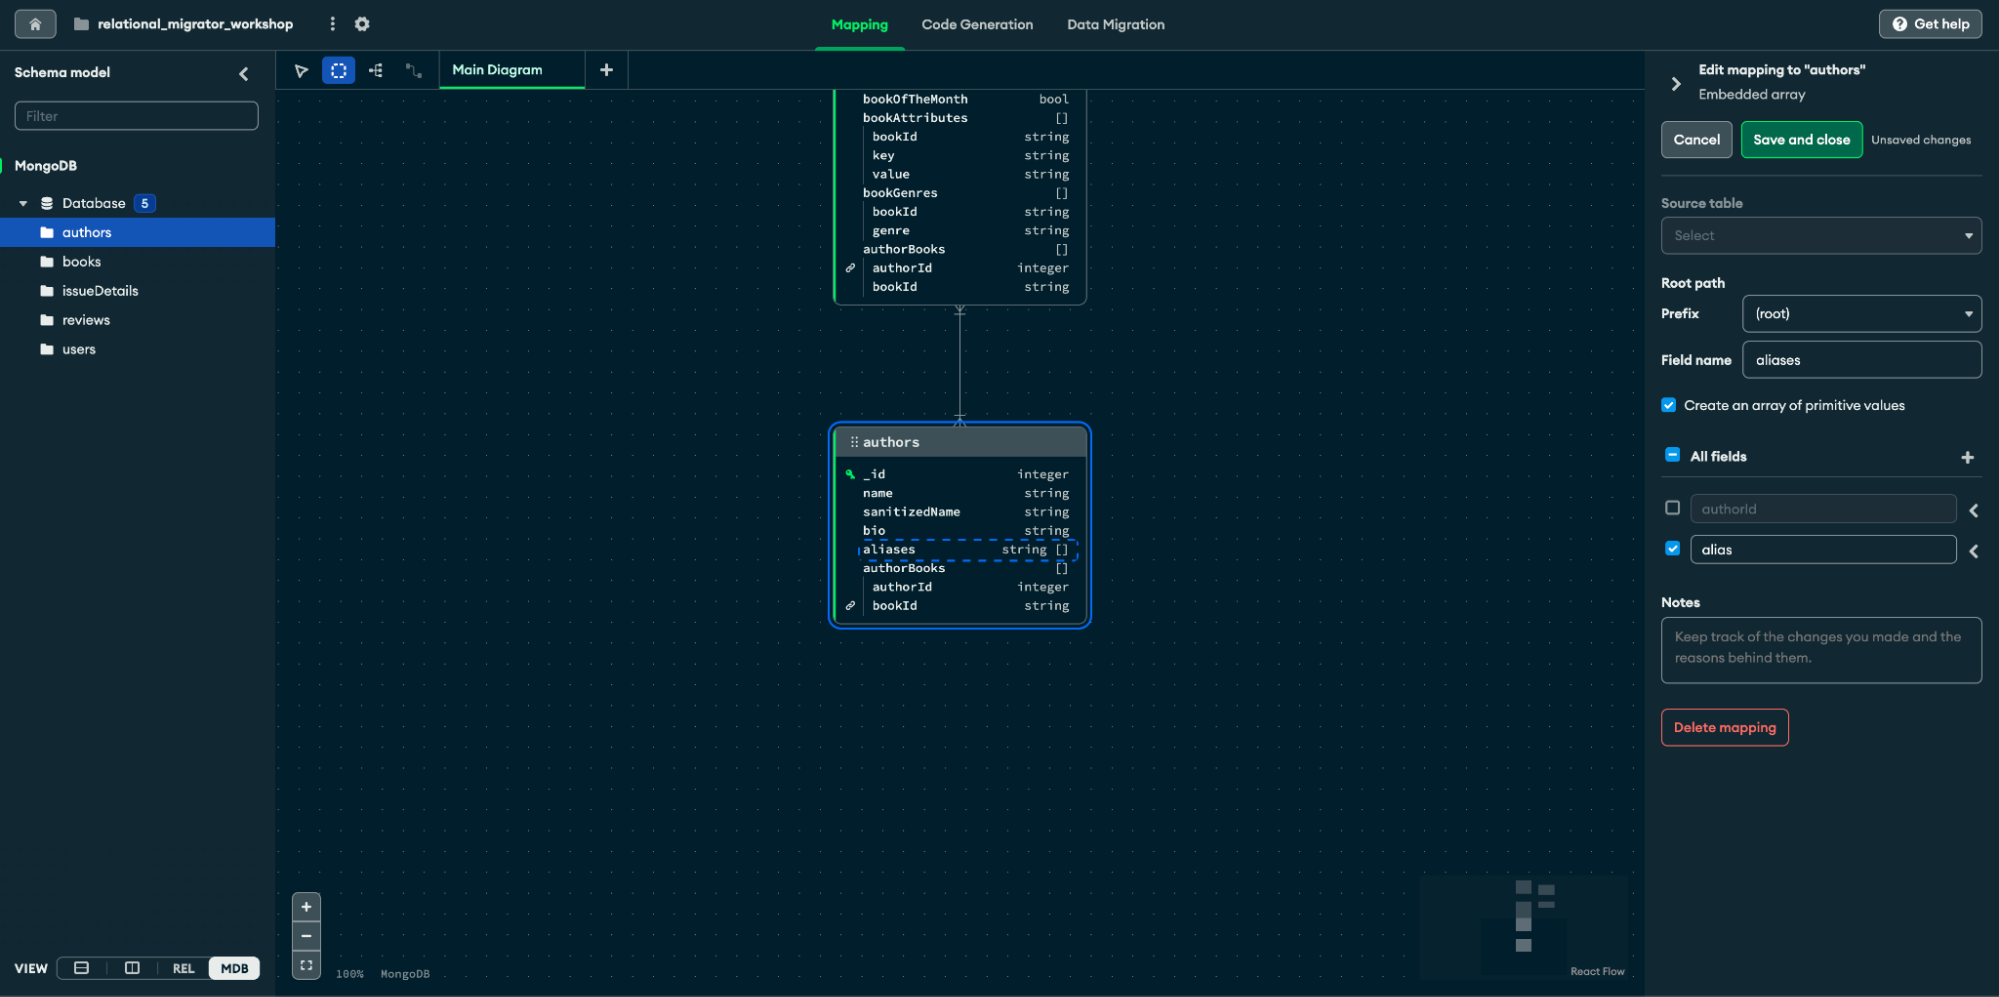 relational_migrator_workshop
Mapping
Code Generation
Data Migration
Get help
Schema model
Filter
MongoDB
Database 5
authors
books
issueDetails
reviews
users
VIEW
REL
MDB
Main Diagram
bookOfTheMonth bool
bookAttributes []
bookId string
key string
value string
bookGenres []
bookId string
genre string
authorBooks []
authorId integer
bookId string
authors
_id integer
name string
sanitizedName string
bio string
aliases string []
authorBooks []
authorId integer
bookId string
100% MongoDB
React Flow
Edit mapping to "authors"
Embedded array
Cancel
Save and close
Unsaved changes
Source table
Select
Root path
Prefix (root)
Field name aliases
Create an array of primitive values
All fields
authorId
alias
Notes
Keep track of the changes you made and the
reasons behind them.
Delete mapping